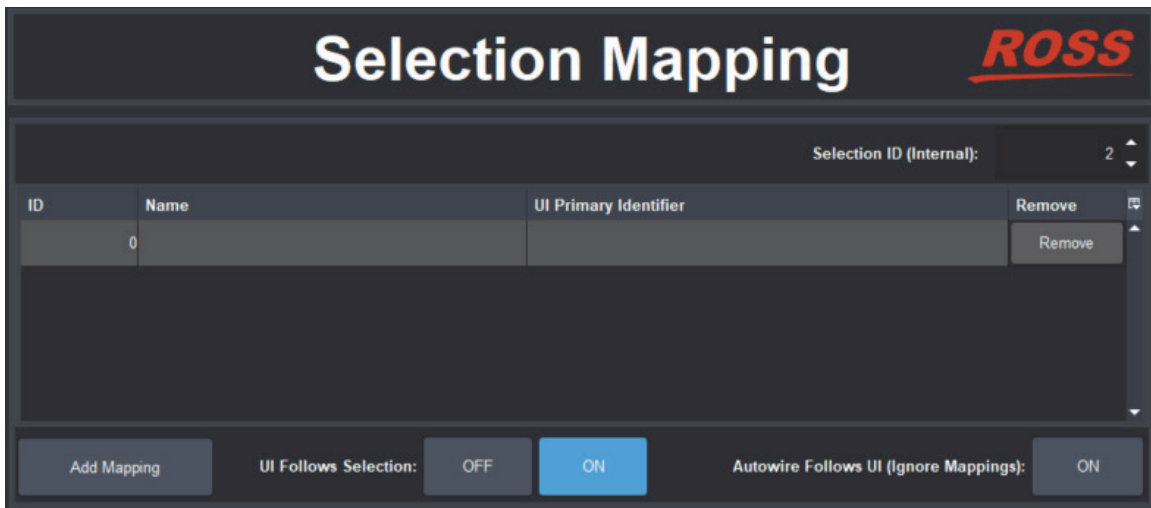 Selection Mapping
ROSS
Selection ID (Internal): 2
ID Name UI Primary Identifier Remove
0 Remove
Add Mapping UI Follows Selection: OFF ON Autowire Follows UI (Ignore Mappings): ON